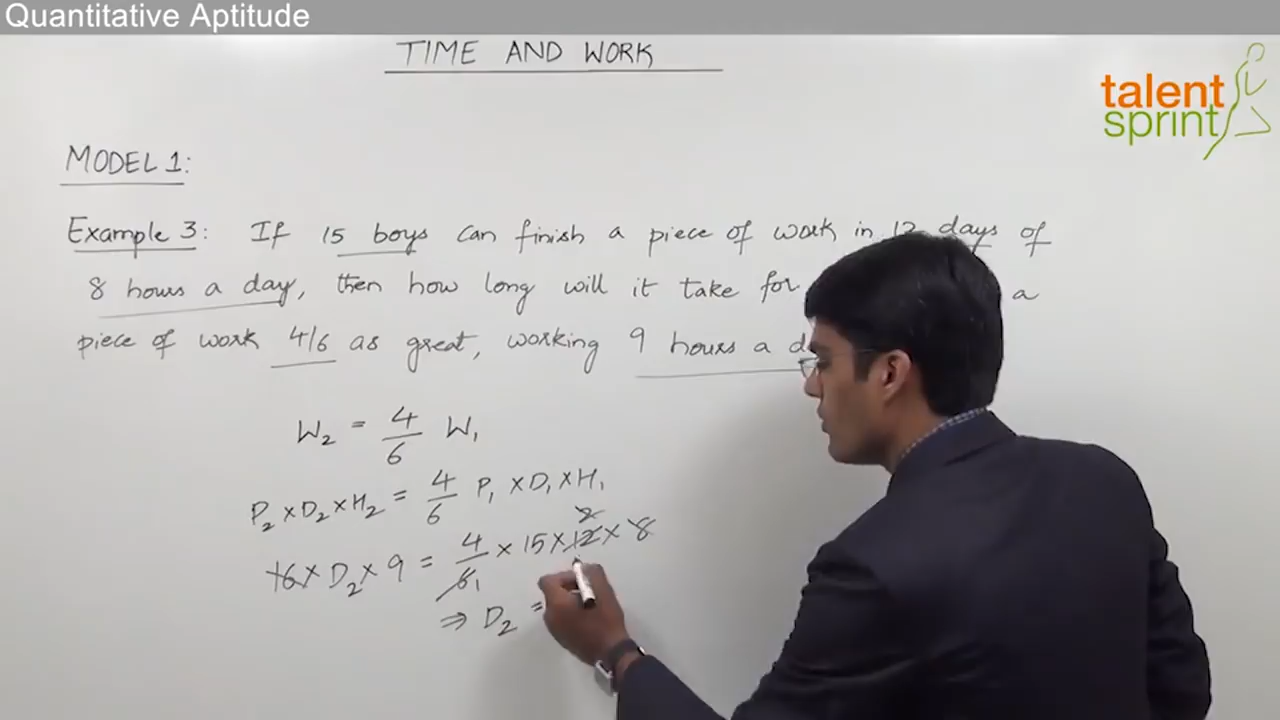 Quantitative Aptitude
TIME AND WORK
talent
sprint
MODEL 1:
Example 3: If 15 boys can finish a piece of work in 12 days of
8 hours a day, then how long will it take for a
piece of work 4/6 as great, working 9 hours a
W₂ = 4/6 W₁
P₂ × D₂ × H₂ = 4/6 P₁ × D₁ × H₁
2
16 × D₂ × 9 = 4/6 × 15 × 12 × 8
1
⇒ D₂ =